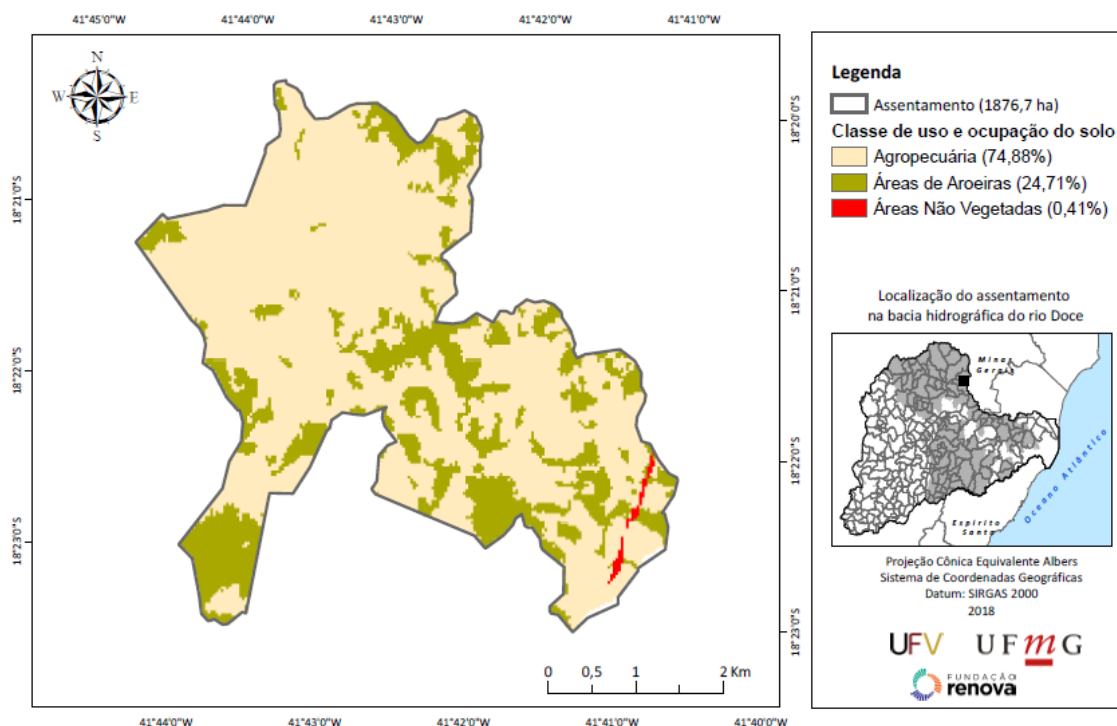 41°45'0"W 41°44'0"W 41°43'0"W 41°42'0"W 41°41'0"W
N
W E
S
18°21'0"S
18°22'0"S
18°23'0"S
18°20'0"S
18°21'0"S
18°22'0"S
18°23'0"S
0 0,5 1 2 Km
41°44'0"W 41°43'0"W 41°42'0"W 41°41'0"W 41°40'0"W
Legenda
Assentamento (1876,7 ha)
Classe de uso e ocupação do solo
Agropecuária (74,88%)
Áreas de Aroeiras (24,71%)
Áreas Não Vegetadas (0,41%)
Localização do assentamento
na bacia hidrográfica do rio Doce
Minas
Gerais
Oceano Atlântico
Espírito
Santo
Projeção Cônica Equivalente Albers
Sistema de Coordenadas Geográficas
Datum: SIRGAS 2000
2018
UFV UFmG
FUNDAÇÃO
renova